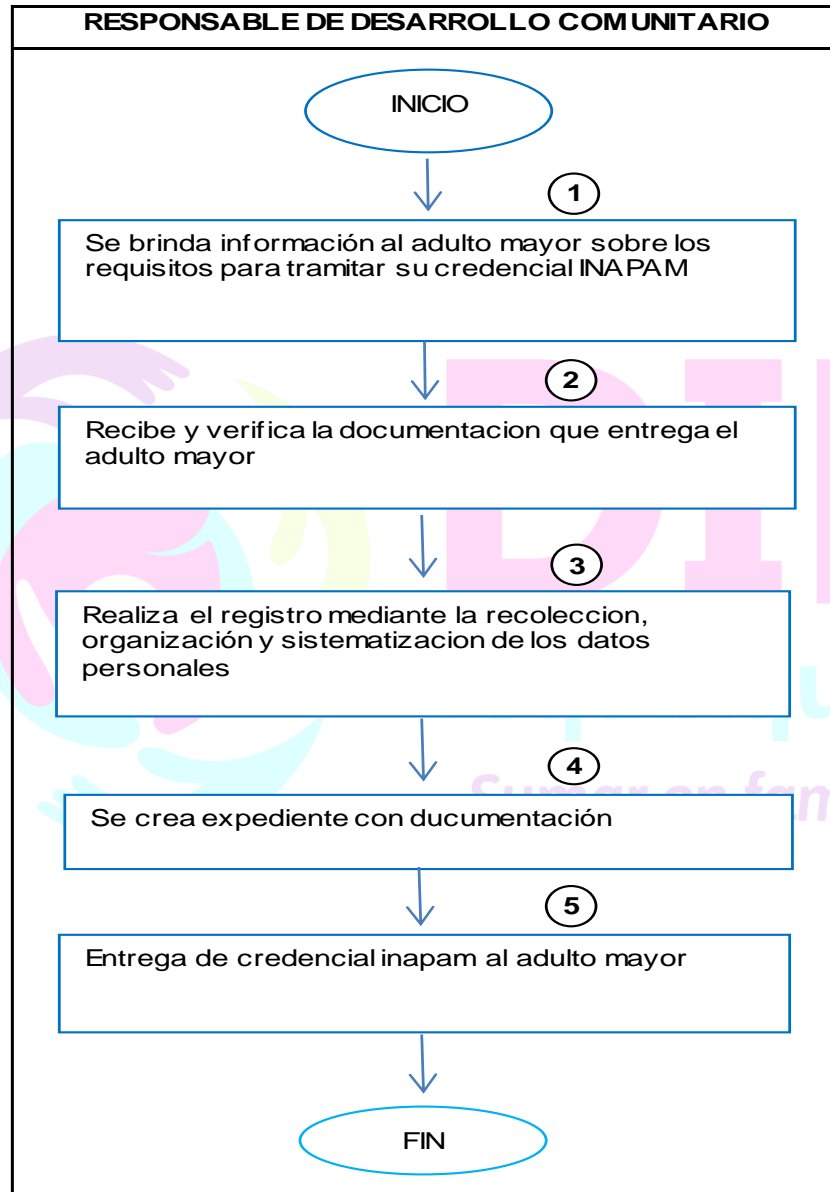 RESPONSABLE DE DESARROLLO COMUNITARIO
INICIO
1
Se brinda información al adulto mayor sobre los
requisitos para tramitar su credencial INAPAM
2
Recibe y verifica la documentacion que entrega el
adulto mayor
3
Realiza el registro mediante la recoleccion,
organización y sistematizacion de los datos
personales
4
Se crea expediente con ducumentación
5
Entrega de credencial inapam al adulto mayor
FIN